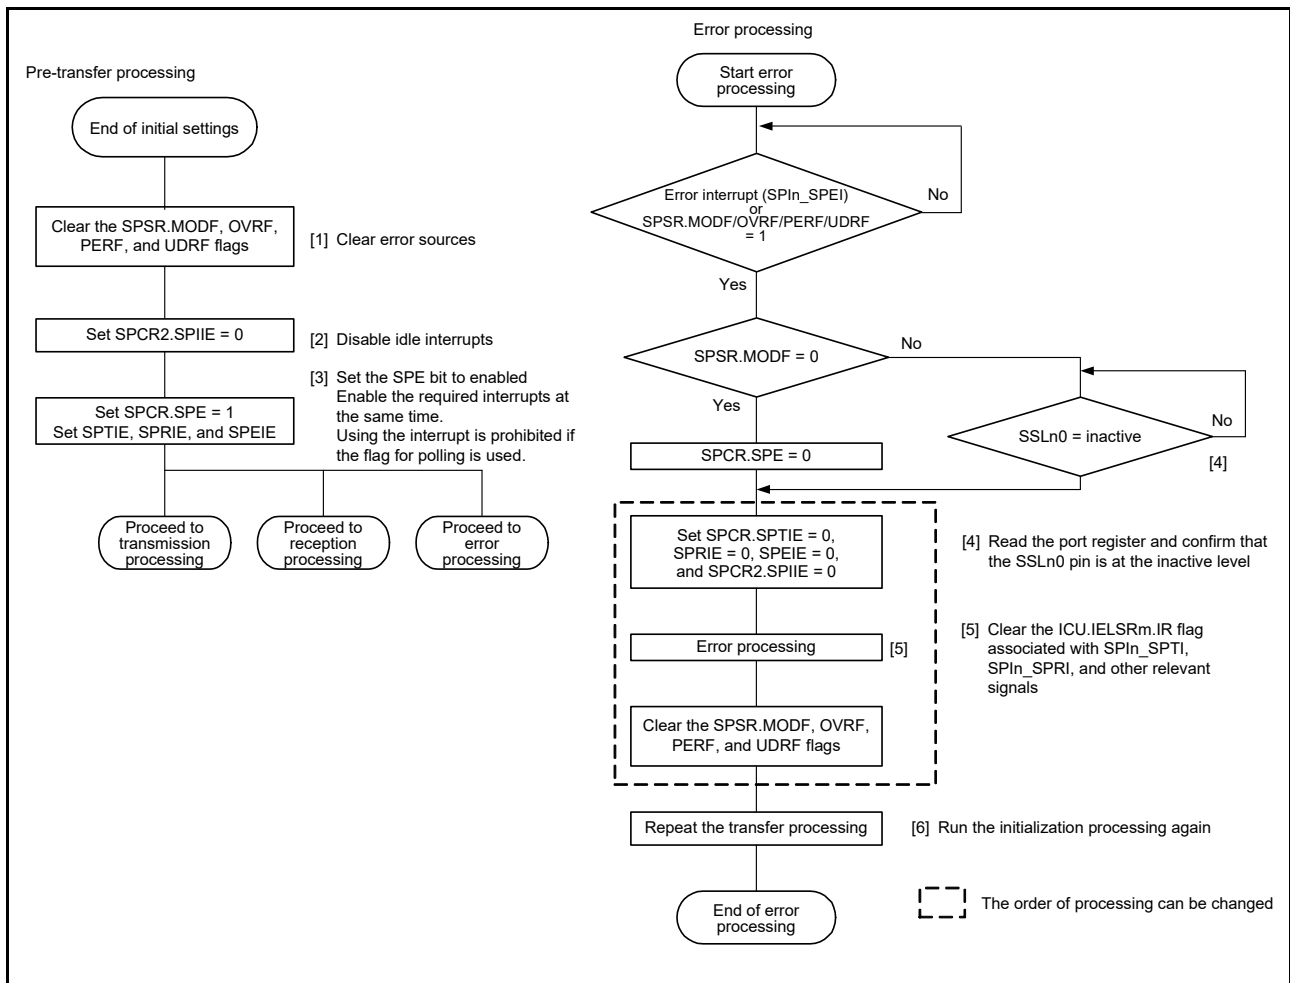 Pre-transfer processing
End of initial settings
Clear the SPSR.MODF, OVRF,
PERF, and UDRF flags
[1] Clear error sources
Set SPCR2.SPIIE = 0
[2] Disable idle interrupts
[3] Set the SPE bit to enabled
Enable the required interrupts at
the same time.
Using the interrupt is prohibited if
the flag for polling is used.
Set SPCR.SPE = 1
Set SPTIE, SPRIE, and SPEIE
Proceed to
transmission
processing
Proceed to
reception
processing
Proceed to
error
processing
Error processing
Start error
processing
Error interrupt (SPIn_SPEI)
or
SPSR.MODF/OVRF/PERF/UDRF
= 1
No
Yes
SPSR.MODF = 0
No
Yes
SSLn0 = inactive
No
[4]
SPCR.SPE = 0
Set SPCR.SPTIE = 0,
SPRIE = 0, SPEIE = 0,
and SPCR2.SPIIE = 0
[4] Read the port register and confirm that
the SSLn0 pin is at the inactive level
Error processing
[5]
[5] Clear the ICU.IELSRm.IR flag
associated with SPIn_SPTI,
SPIn_SPRI, and other relevant
signals
Clear the SPSR.MODF, OVRF,
PERF, and UDRF flags
Repeat the transfer processing
[6] Run the initialization processing again
End of error
processing
The order of processing can be changed